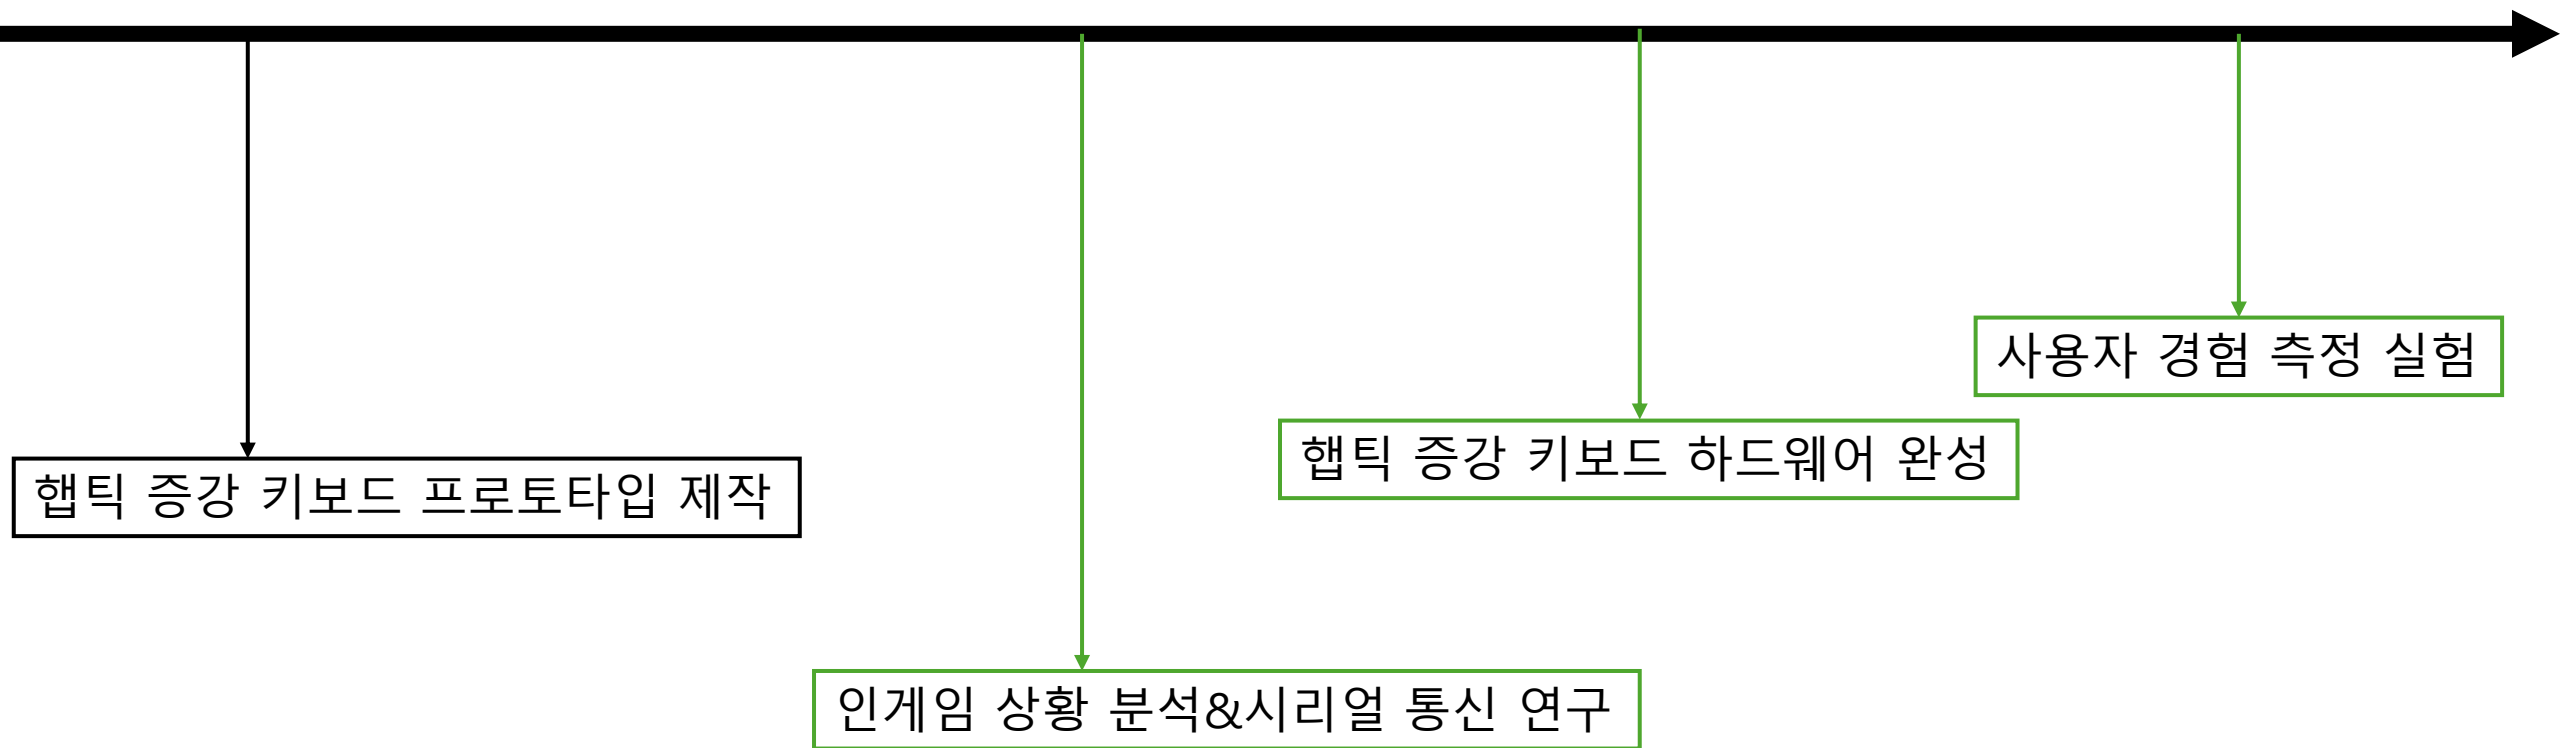 햅틱 증강 키보드 프로토타입 제작
인게임 상황 분석&시리얼 통신 연구
햅틱 증강 키보드 하드웨어 완성
사용자 경험 측정 실험